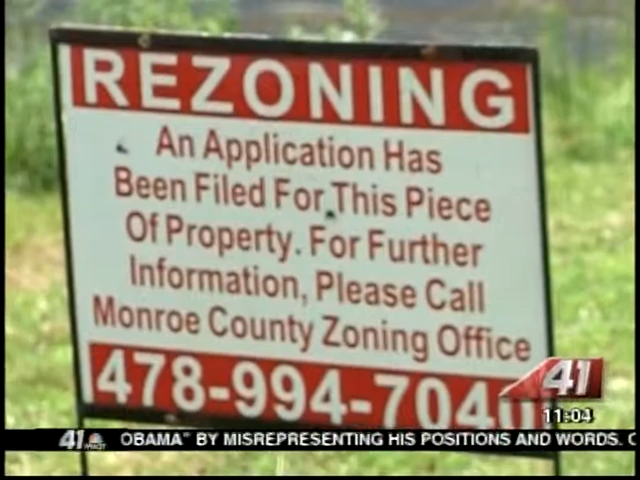 REZONING
An Application Has
Been Filed For This Piece
Of Property. For Further
Information, Please Call
Monroe County Zoning Office
478-994-7040
41
11:04
41 OBAMA" BY MISREPRESENTING HIS POSITIONS AND WORDS. C